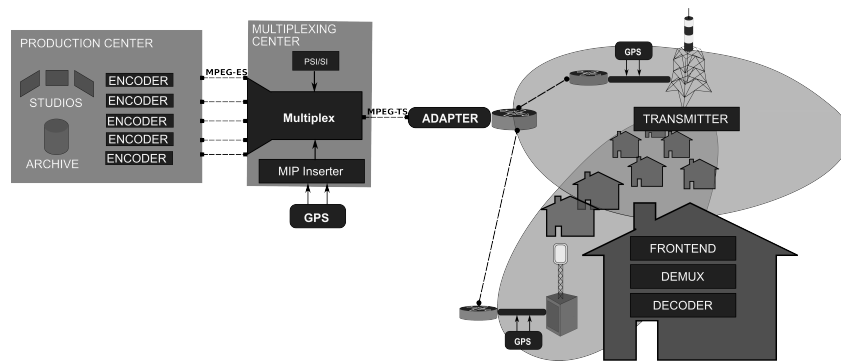 PRODUCTION CENTER
STUDIOS
ARCHIVE
ENCODER
ENCODER
ENCODER
ENCODER
ENCODER
MPEG-ES
MULTIPLEXING
CENTER
PSI/SI
Multiplex
MIP Inserter
GPS
MPEG-TS
ADAPTER
GPS
TRANSMITTER
FRONTEND
DEMUX
DECODER
GPS